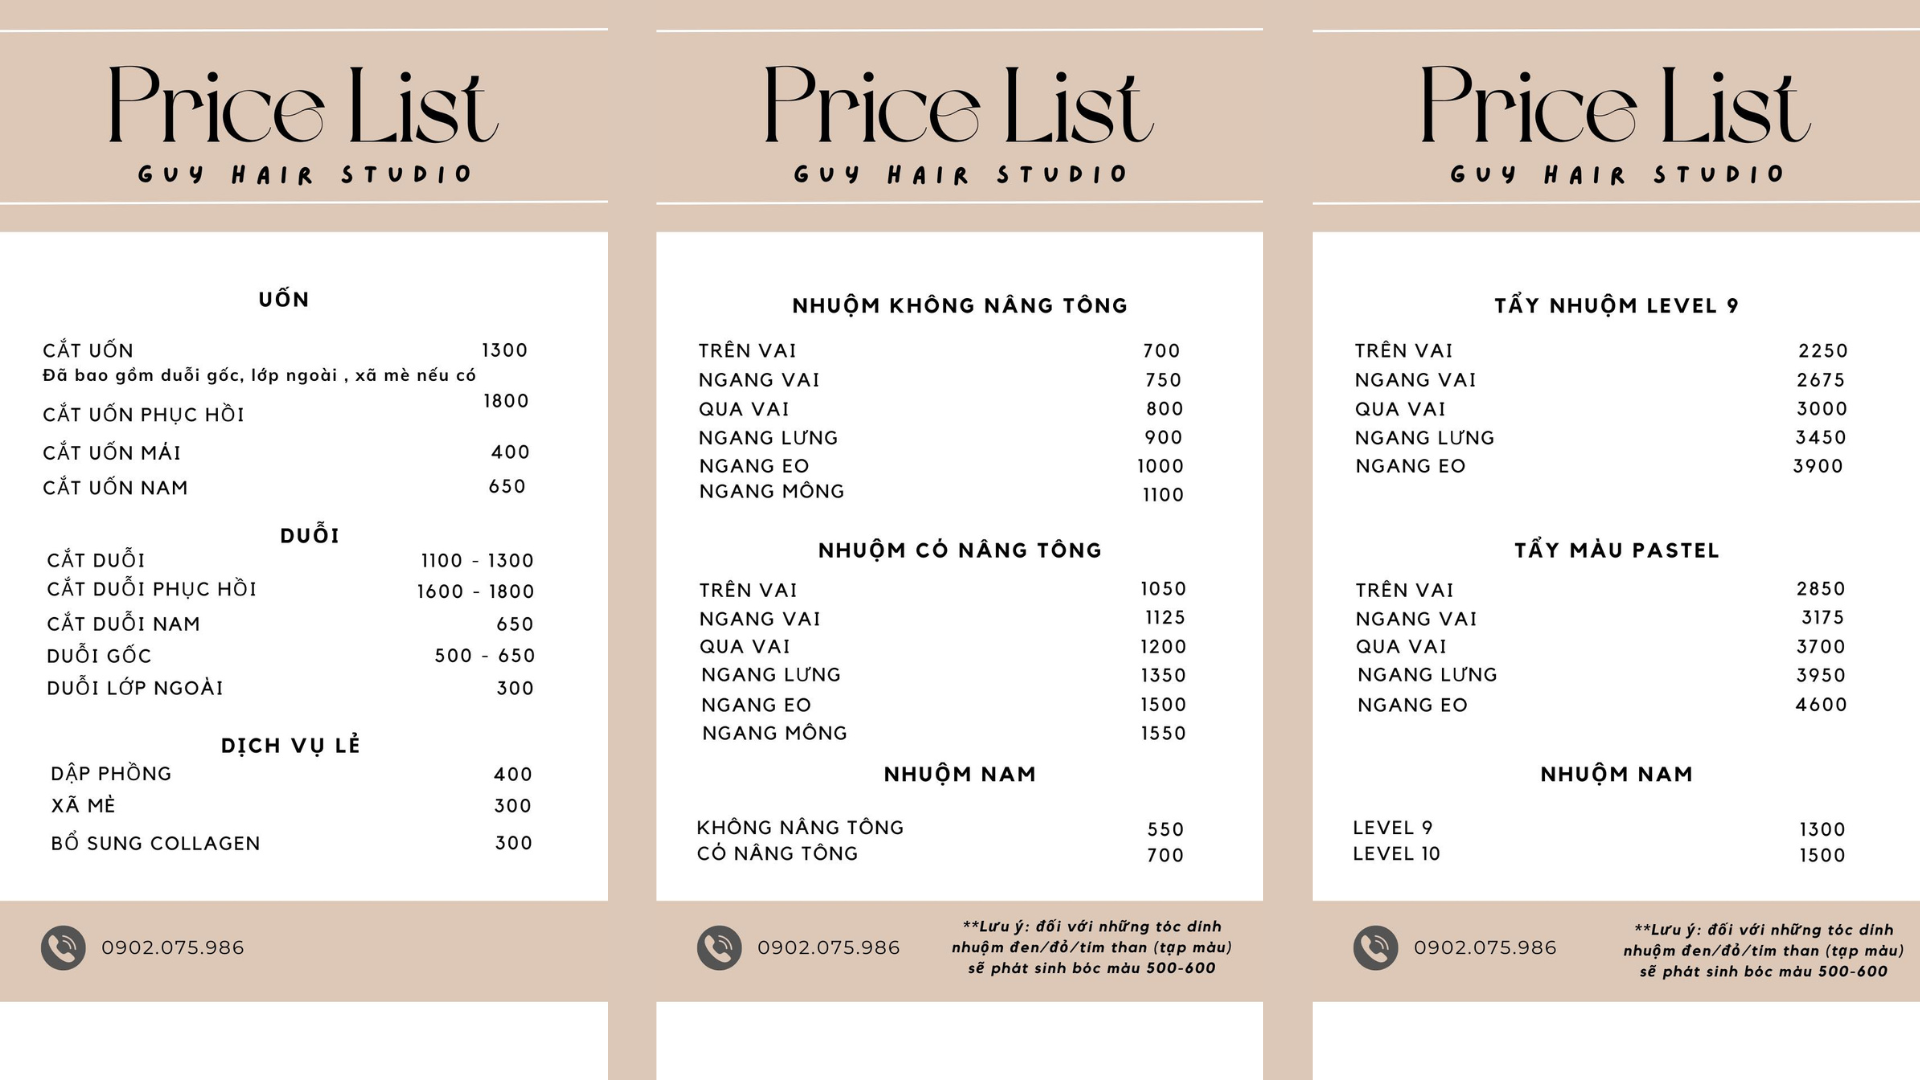 Price List
GUY HAIR STUDIO
UỐN
CẮT UỐN 1300
Đã bao gồm duỗi gốc, lớp ngoài , xã mè nếu có
CẮT UỐN PHỤC HỒI 1800
CẮT UỐN MÁI 400
CẮT UỐN NAM 650
DUỖI
CẮT DUỖI 1100 - 1300
CẮT DUỖI PHỤC HỒI 1600 - 1800
CẮT DUỖI NAM 650
DUỖI GỐC 500 - 650
DUỖI LỚP NGOÀI 300
DỊCH VỤ LẺ
DẬP PHỒNG 400
XÃ MÈ 300
BỔ SUNG COLLAGEN 300
0902.075.986
Price List
GUY HAIR STUDIO
NHUỘM KHÔNG NÂNG TÔNG
TRÊN VAI 700
NGANG VAI 750
QUA VAI 800
NGANG LƯNG 900
NGANG EO 1000
NGANG MÔNG 1100
NHUỘM CÓ NÂNG TÔNG
TRÊN VAI 1050
NGANG VAI 1125
QUA VAI 1200
NGANG LƯNG 1350
NGANG EO 1500
NGANG MÔNG 1550
NHUỘM NAM
KHÔNG NÂNG TÔNG 550
CÓ NÂNG TÔNG 700
0902.075.986
**Lưu ý: đối với những tóc dính
nhuộm đen/đỏ/tím than (tạp màu)
sẽ phát sinh bóc màu 500-600
Price List
GUY HAIR STUDIO
TẨY NHUỘM LEVEL 9
TRÊN VAI 2250
NGANG VAI 2675
QUA VAI 3000
NGANG LƯNG 3450
NGANG EO 3900
TẨY MÀU PASTEL
TRÊN VAI 2850
NGANG VAI 3175
QUA VAI 3700
NGANG LƯNG 3950
NGANG EO 4600
NHUỘM NAM
LEVEL 9 1300
LEVEL 10 1500
0902.075.986
**Lưu ý: đối với những tóc dính
nhuộm đen/đỏ/tím than (tạp màu)
sẽ phát sinh bóc màu 500-600